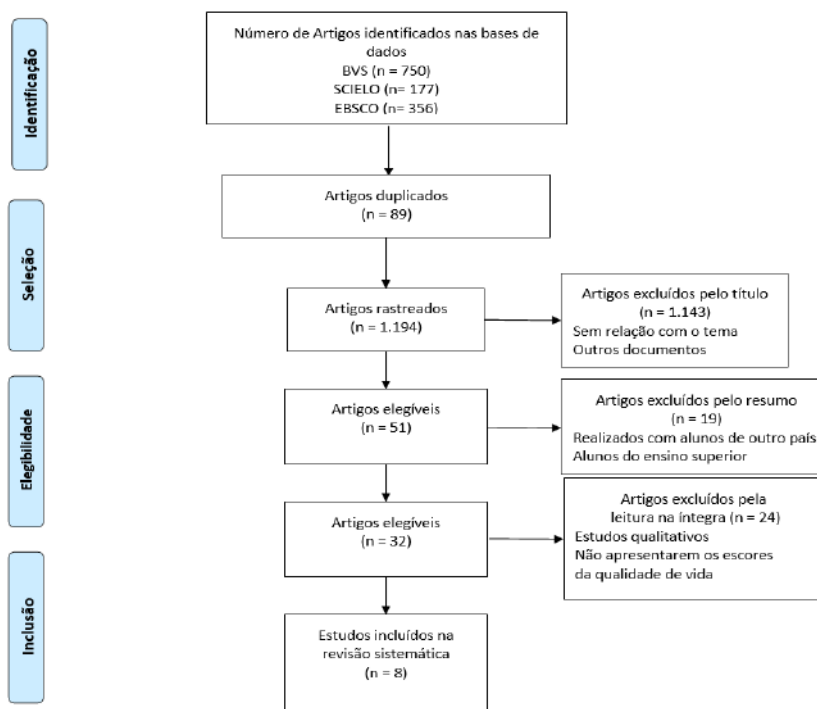 Identificação
Número de Artigos identificados nas bases de
dados
BVS (n = 750)
SCIELO (n= 177)
EBSCO (n= 356)
Seleção
Artigos duplicados
(n = 89)
Artigos rastreados
(n = 1.194)
Artigos excluídos pelo título
(n = 1.143)
Sem relação com o tema
Outros documentos
Elegibilidade
Artigos elegíveis
(n = 51)
Artigos excluídos pelo resumo
(n = 19)
Realizados com alunos de outro país
Alunos do ensino superior
Artigos elegíveis
(n = 32)
Artigos excluídos pela
leitura na íntegra (n = 24)
Estudos qualitativos
Não apresentarem os escores
da qualidade de vida
Inclusão
Estudos incluídos na
revisão sistemática
(n = 8)